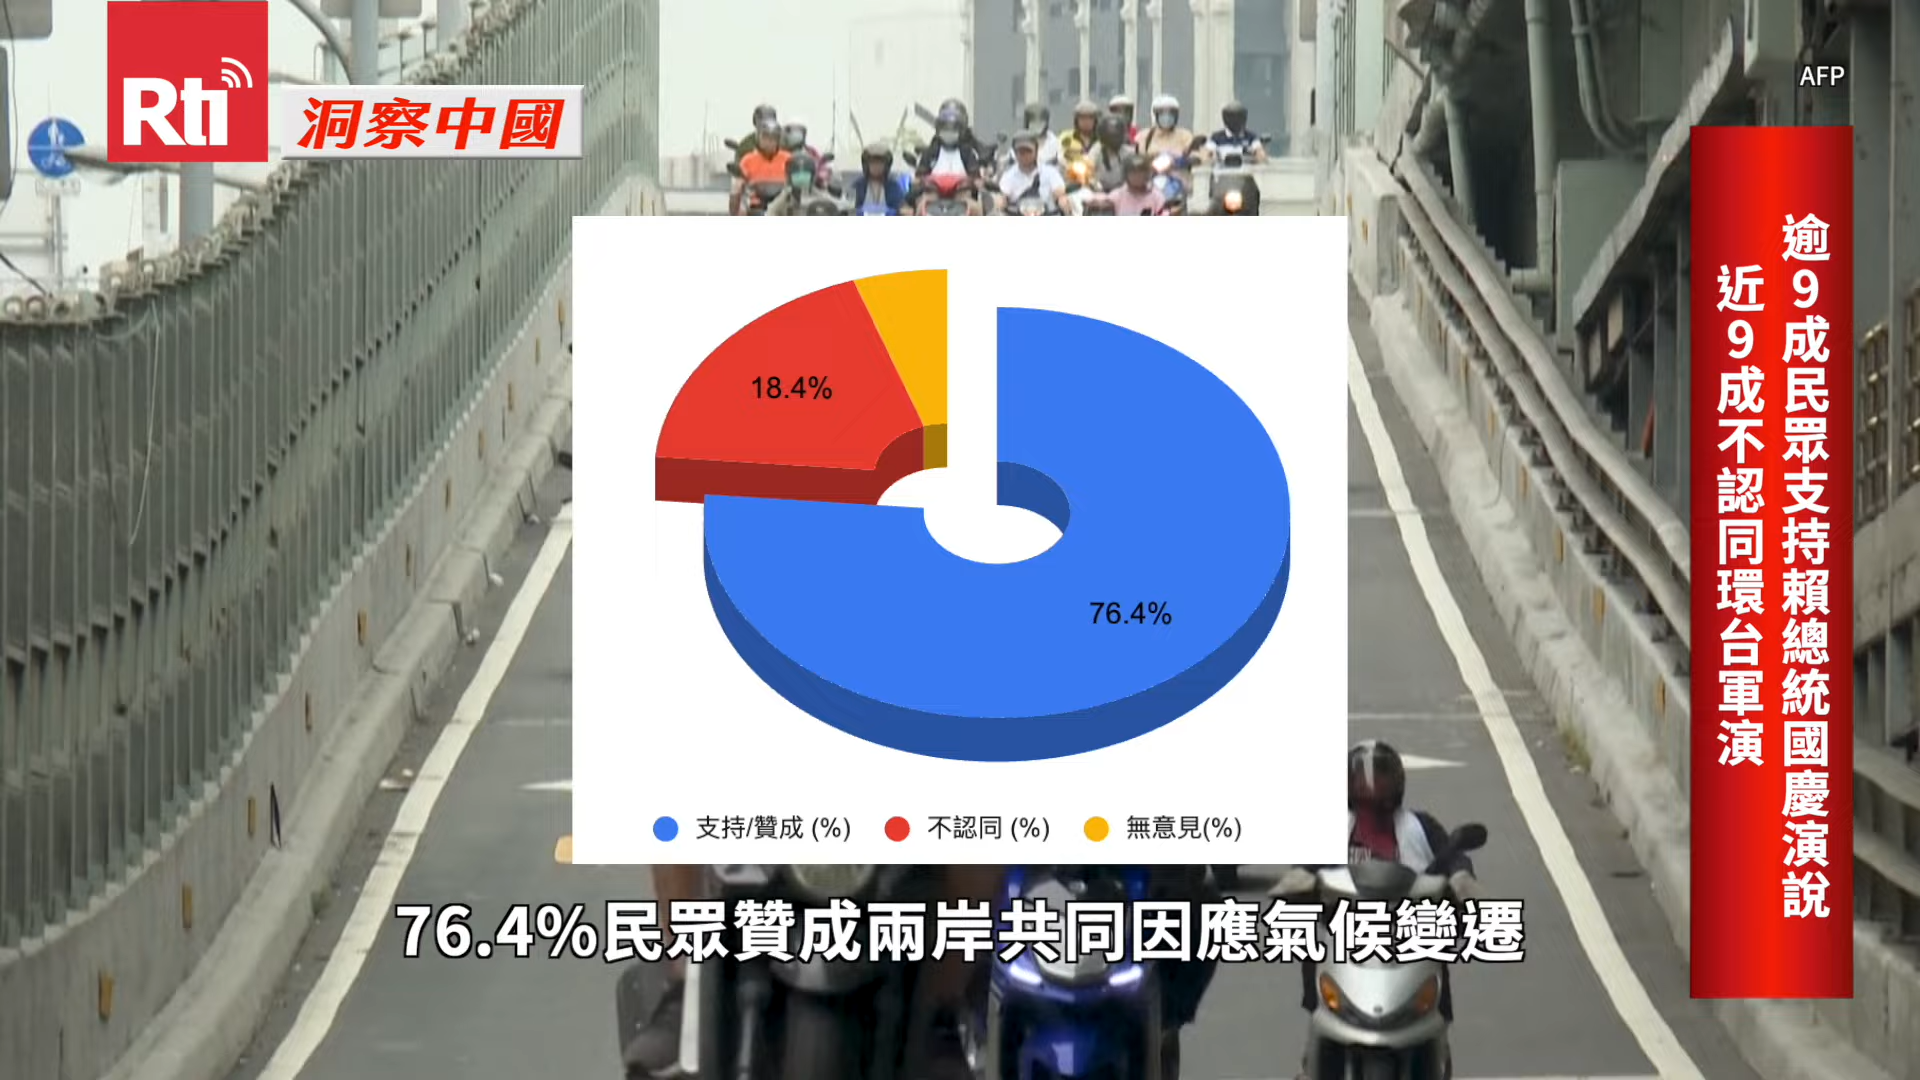 Rti
洞察中國
AFP
逾9成民眾支持賴總統國慶演說
近9成不認同環台軍演
18.4%
76.4%
支持/贊成 (%)
不認同 (%)
無意見(%)
76.4%民眾贊成兩岸共同因應氣候變遷